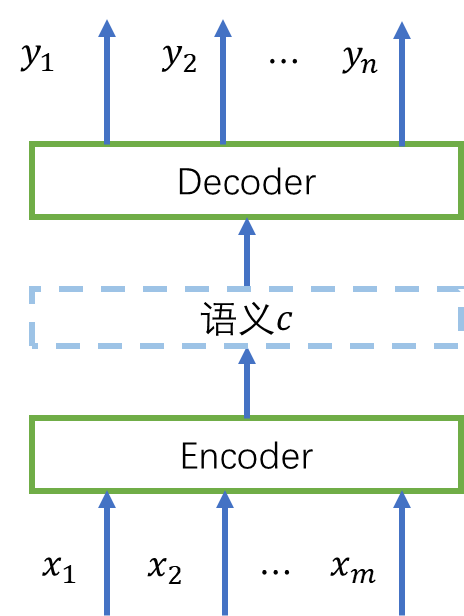 y₁ y₂ ⋯ yₙ
Decoder
语义c
Encoder
x₁ x₂ ⋯ xₘ